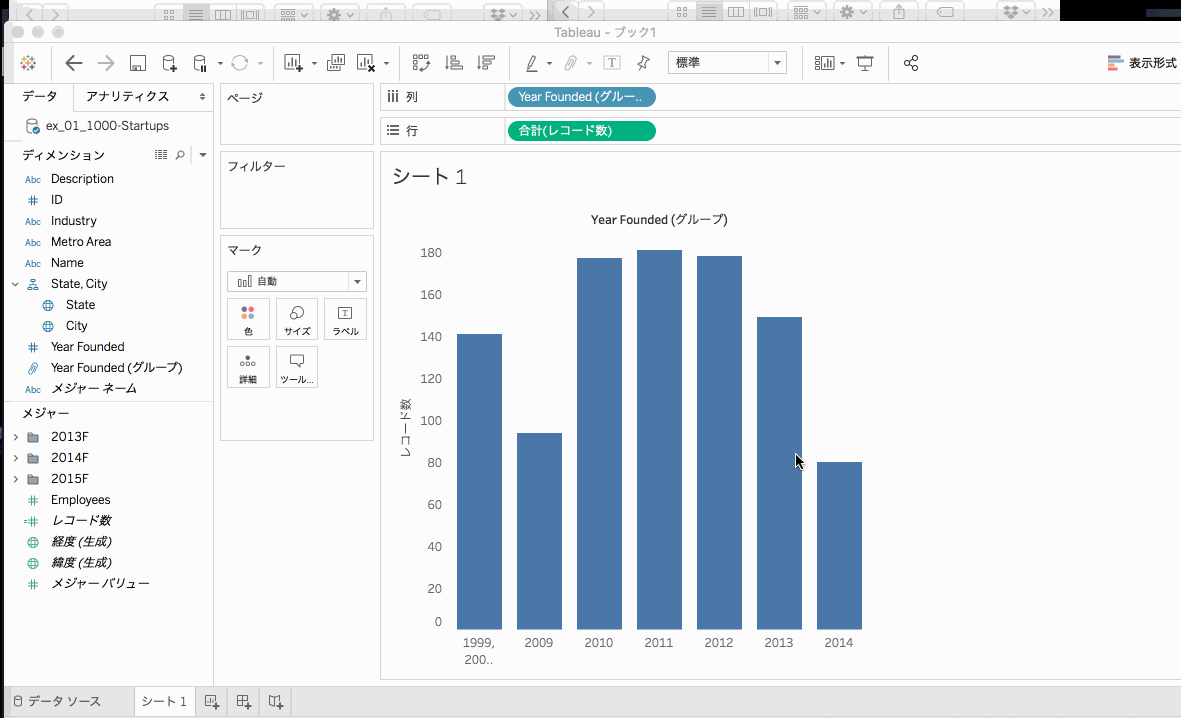 Tableau - ブック1
標準
表示形式
データ
アナリティクス
ex_01_1000-Startups
ディメンション
Abc Description
# ID
Abc Industry
Abc Metro Area
Abc Name
State, City
State
City
# Year Founded
Year Founded (グループ)
Abc メジャー ネーム
メジャー
2013F
2014F
2015F
# Employees
=# レコード数
経度 (生成)
緯度 (生成)
# メジャー バリュー
ページ
フィルター
マーク
自動
色
サイズ
T
ラベル
詳細
ツール...
列
Year Founded (グルー..
行
合計(レコード数)
シート 1
Year Founded (グループ)
レコード数
180
160
140
120
100
80
60
40
20
0
1999,
200..
2009
2010
2011
2012
2013
2014
データ ソース
シート 1